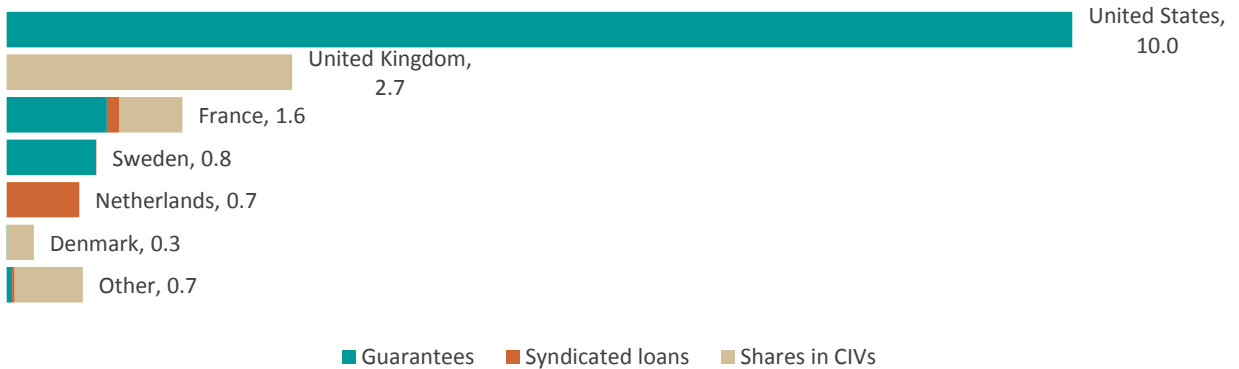 United States,
10.0
United Kingdom,
2.7
France, 1.6
Sweden, 0.8
Netherlands, 0.7
Denmark, 0.3
Other, 0.7
Guarantees Syndicated loans Shares in CIVs